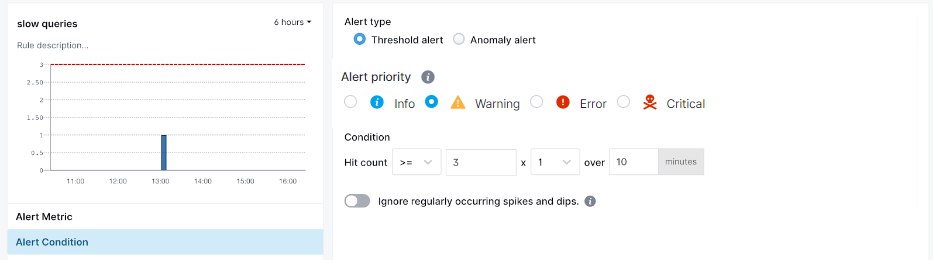 slow queries
6 hours
Rule description...
3
2.50
2
1.50
1
0.5
0
11:00 12:00 13:00 14:00 15:00 16:00
Alert Metric
Alert Condition
Alert type
Threshold alert Anomaly alert
Alert priority
Info Warning Error Critical
Condition
Hit count >= 3 x 1 over 10 minutes
Ignore regularly occurring spikes and dips.